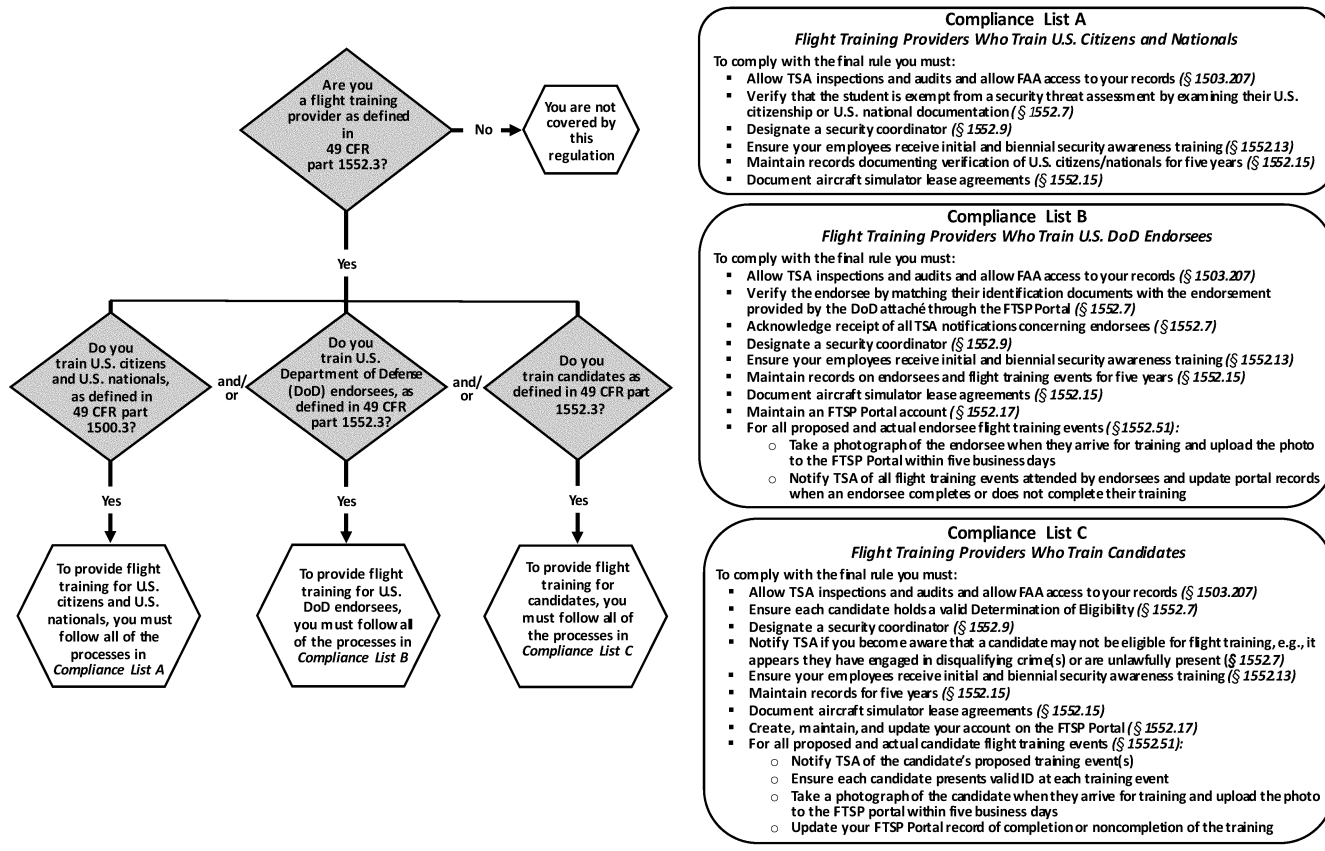 Are you
a flight training
provider as defined
in
49 CFR
part 1552.3?
No
You are not
covered by
this
regulation
Yes
Do you
train U.S. citizens
and U.S. nationals,
as defined in
49 CFR part
1500.3?
and/
or
Do you
train U.S.
Department of Defense
(DoD) endorsees, as
defined in 49 CFR
part 1552.3?
and/
or
Do you
train candidates as
defined in 49 CFR part
1552.3?
Yes
Yes
Yes
To provide flight
training for U.S.
citizens and U.S.
nationals, you must
follow all of the
processes in
Compliance List A
To provide flight
training for U.S.
DoD endorsees,
you must follow all
of the processes in
Compliance List B
To provide flight
training for
candidates, you
must follow all of
the processes in
Compliance List C
Compliance List A
Flight Training Providers Who Train U.S. Citizens and Nationals
To comply with the final rule you must:
▪ Allow TSA inspections and audits and allow FAA access to your records (§ 1503.207)
▪ Verify that the student is exempt from a security threat assessment by examining their U.S.
citizenship or U.S. national documentation (§ 1552.7)
▪ Designate a security coordinator (§ 1552.9)
▪ Ensure your employees receive initial and biennial security awareness training (§ 1552.13)
▪ Maintain records documenting verification of U.S. citizens/nationals for five years (§ 1552.15)
▪ Document aircraft simulator lease agreements (§ 1552.15)
Compliance List B
Flight Training Providers Who Train U.S. DoD Endorsees
To comply with the final rule you must:
▪ Allow TSA inspections and audits and allow FAA access to your records (§ 1503.207)
▪ Verify the endorsee by matching their identification documents with the endorsement
provided by the DoD attaché through the FTSP Portal (§ 1552.7)
▪ Acknowledge receipt of all TSA notifications concerning endorsees (§ 1552.7)
▪ Designate a security coordinator (§ 1552.9)
▪ Ensure your employees receive initial and biennial security awareness training (§ 1552.13)
▪ Maintain records on endorsees and flight training events for five years (§ 1552.15)
▪ Document aircraft simulator lease agreements (§ 1552.15)
▪ Maintain an FTSP Portal account (§ 1552.17)
▪ For all proposed and actual endorsee flight training events (§1552.51):
○ Take a photograph of the endorsee when they arrive for training and upload the photo
to the FTSP Portal within five business days
○ Notify TSA of all flight training events attended by endorsees and update portal records
when an endorsee completes or does not complete their training
Compliance List C
Flight Training Providers Who Train Candidates
To comply with the final rule you must:
▪ Allow TSA inspections and audits and allow FAA access to your records (§ 1503.207)
▪ Ensure each candidate holds a valid Determination of Eligibility (§ 1552.7)
▪ Designate a security coordinator (§ 1552.9)
▪ Notify TSA if you become aware that a candidate may not be eligible for flight training, e.g., it
appears they have engaged in disqualifying crime(s) or are unlawfully present (§ 1552.7)
▪ Ensure your employees receive initial and biennial security awareness training (§ 1552.13)
▪ Maintain records for five years (§ 1552.15)
▪ Document aircraft simulator lease agreements (§ 1552.15)
▪ Create, maintain, and update your account on the FTSP Portal (§ 1552.17)
▪ For all proposed and actual candidate flight training events (§ 1552.51):
○ Notify TSA of the candidate's proposed training event(s)
○ Ensure each candidate presents valid ID at each training event
○ Take a photograph of the candidate when they arrive for training and upload the photo
to the FTSP portal within five business days
○ Update your FTSP Portal record of completion or noncompletion of the training